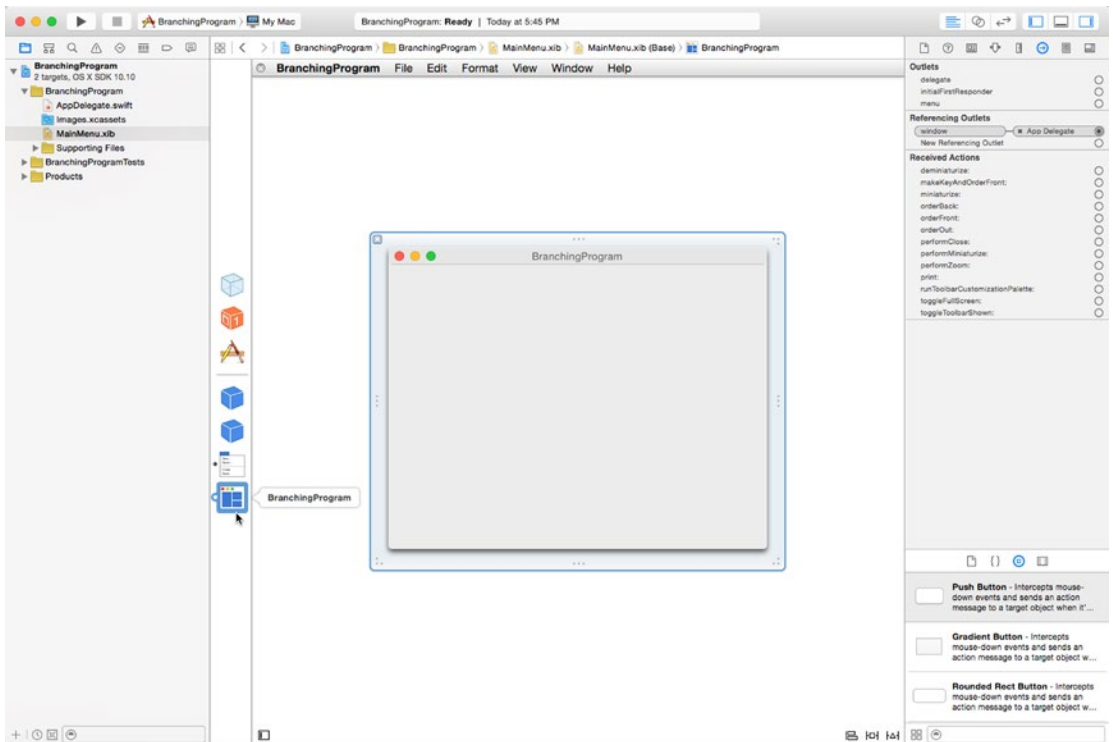 BranchingProgram
My Mac
BranchingProgram: Ready | Today at 5:45 PM
BranchingProgram
2 targets, OS X SDK 10.10
BranchingProgram
AppDelegate.swift
Images.xcassets
MainMenu.xib
Supporting Files
BranchingProgramTests
Products
BranchingProgram
BranchingProgram
MainMenu.xib
MainMenu.xib (Base)
BranchingProgram
BranchingProgram File Edit Format View Window Help
BranchingProgram
BranchingProgram
Outlets
delegate
initialFirstResponder
menu
Referencing Outlets
window
App Delegate
New Referencing Outlet
Received Actions
deminiaturize:
makeKeyAndOrderFront:
miniaturize:
orderBack:
orderFront:
orderOut:
performClose:
performMiniaturize:
performZoom:
print:
runToolbarCustomizationPalette:
toggleFullScreen:
toggleToolbarShown:
Push Button - Intercepts mouse-
down events and sends an action
message to a target object when it'...
Gradient Button - Intercepts
mouse-down events and sends an
action message to a target object w...
Rounded Rect Button - Intercepts
mouse-down events and sends an
action message to a target object w...